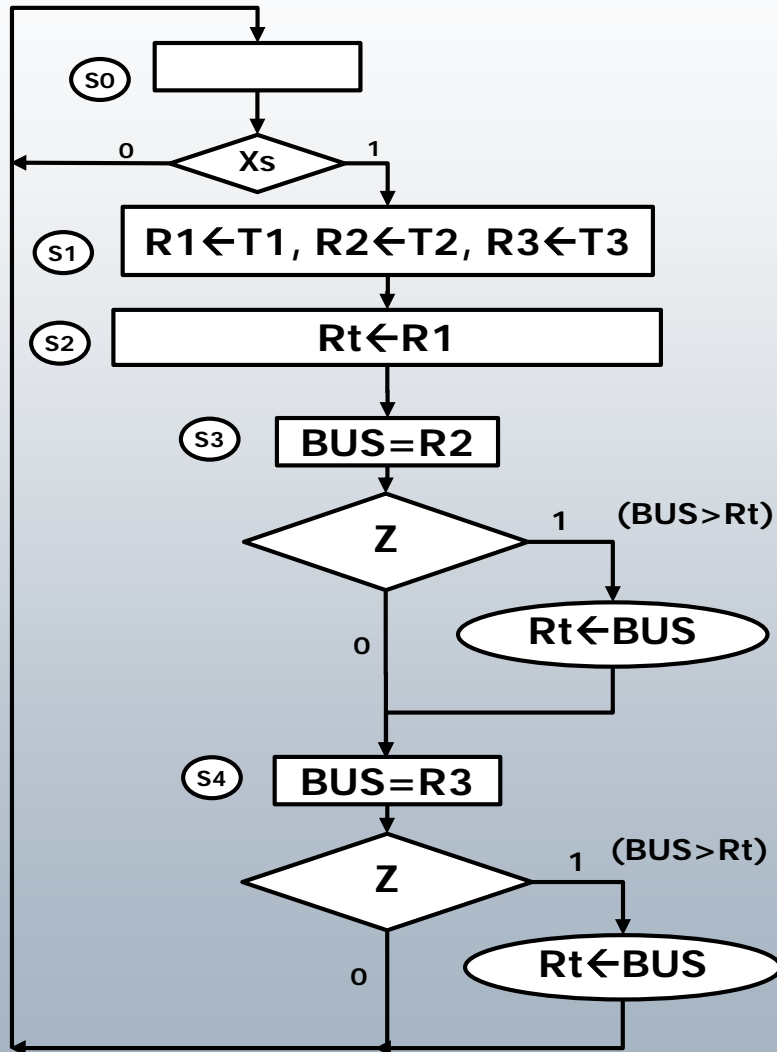 S0
0
Xs
1
S1
R1←T1, R2←T2, R3←T3
S2
Rt←R1
S3
BUS=R2
Z
1
(BUS>Rt)
Rt←BUS
0
S4
BUS=R3
Z
1
(BUS>Rt)
Rt←BUS
0